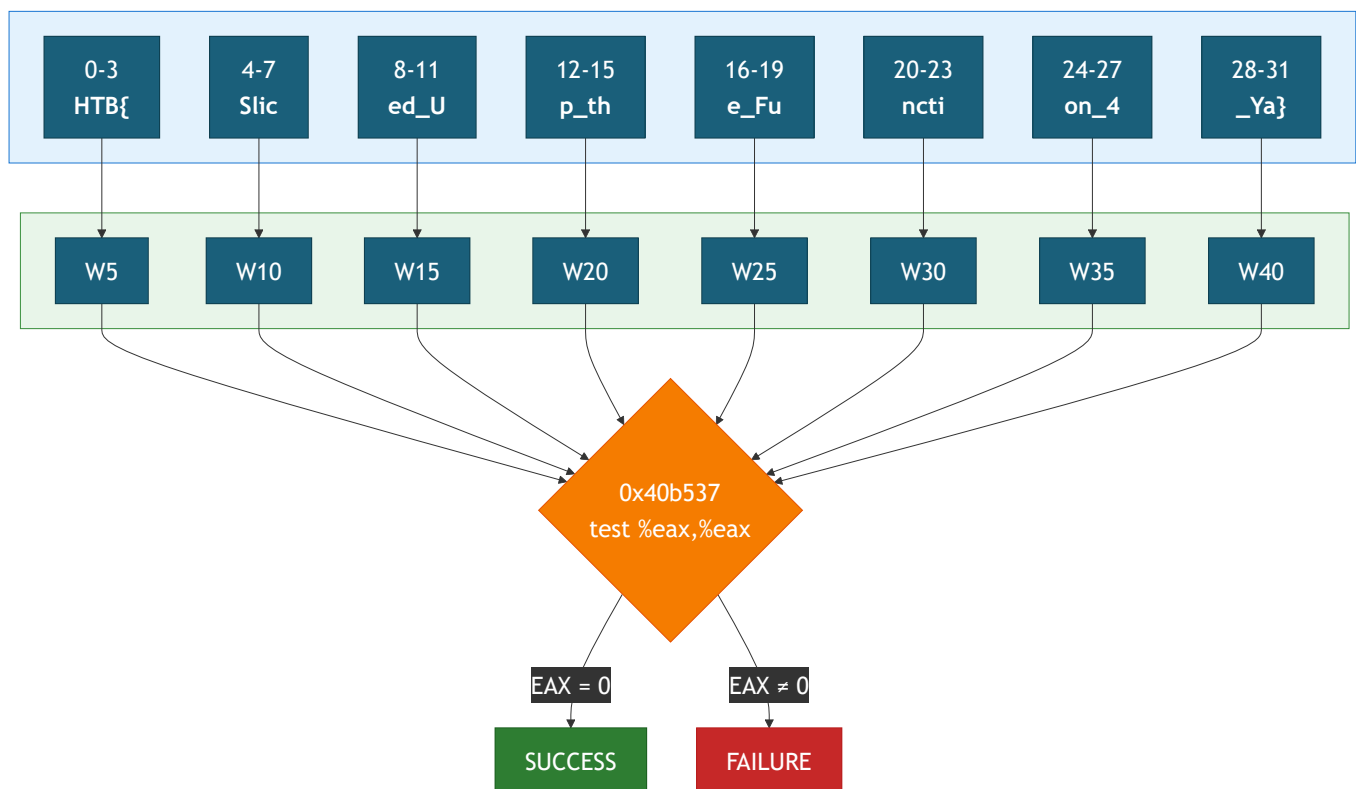 0-3
HTB{
4-7
Slic
8-11
ed_U
12-15
p_th
16-19
e_Fu
20-23
ncti
24-27
on_4
28-31
_Ya}
W5
W10
W15
W20
W25
W30
W35
W40
0x40b537
test %eax,%eax
EAX = 0
EAX ≠ 0
SUCCESS
FAILURE